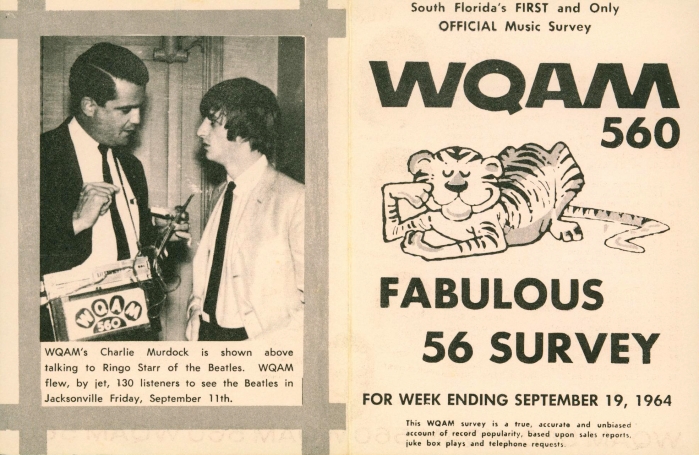 WQAM
560
WQAM's Charlie Murdock is shown above
talking to Ringo Starr of the Beatles. WQAM
flew, by jet, 130 listeners to see the Beatles in
Jacksonville Friday, September 11th.
South Florida's FIRST and Only
OFFICIAL Music Survey
WQAM
560
FABULOUS
56 SURVEY
FOR WEEK ENDING SEPTEMBER 19, 1964
This WQAM survey is a true, accurate and unbiased
account of record popularity, based upon sales reports,
juke box plays and telephone requests.